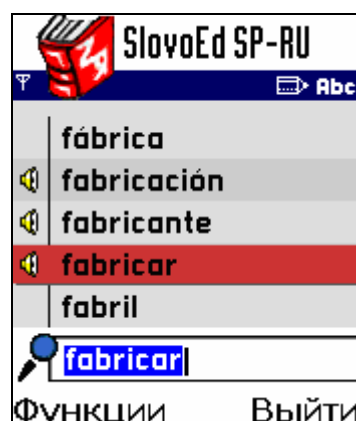 SlovoEd SP-RU
Abc
fábrica
fabricación
fabricante
fabricar
fabril
fabricar
Функции Выйти